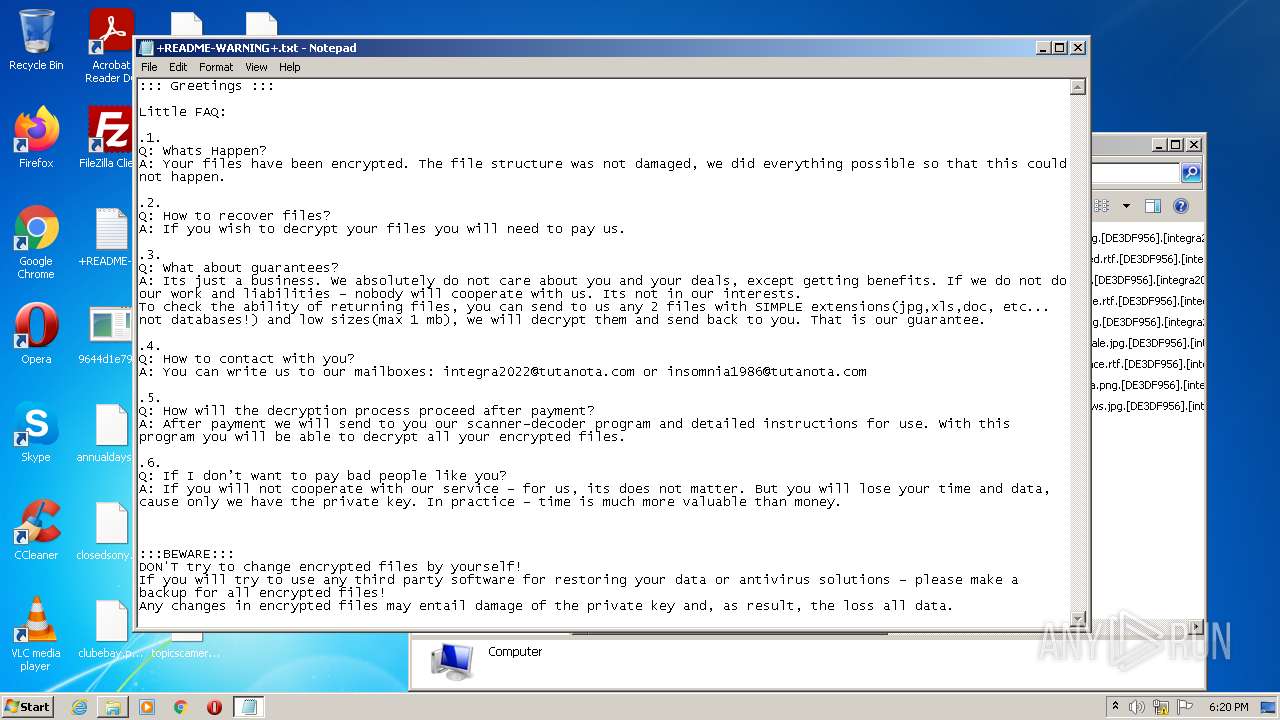 Recycle Bin
Acrobat
Reader D
Firefox
FileZilla Clie
Google
Chrome
+README-
Opera
9644d1e79
Skype
annualdays
CCleaner
closedsony.
VLC media
player
clubebay.p...
topicscamer...
+README-WARNING+.txt - Notepad
File Edit Format View Help
::: Greetings :::
Little FAQ:
.1.
Q: Whats Happen?
A: Your files have been encrypted. The file structure was not damaged, we did everything possible so that this could
not happen.
.2.
Q: How to recover files?
A: If you wish to decrypt your files you will need to pay us.
.3.
Q: What about guarantees?
A: Its just a business. We absolutely do not care about you and your deals, except getting benefits. If we do not do
our work and liabilities - nobody will cooperate with us. Its not in our interests.
To check the ability of returning files, you can send to us any 2 files with SIMPLE extensions(jpg,xls,doc, etc...
not databases!) and low sizes(max 1 mb), we will decrypt them and send back to you. That is our guarantee.
.4.
Q: How to contact with you?
A: You can write us to our mailboxes: integra2022@tutanota.com or insomnia1986@tutanota.com
.5.
Q: How will the decryption process proceed after payment?
A: After payment we will send to you our scanner-decoder program and detailed instructions for use. With this
program you will be able to decrypt all your encrypted files.
.6.
Q: If I don't want to pay bad people like you?
A: If you will not cooperate with our service - for us, its does not matter. But you will lose your time and data,
cause only we have the private key. In practice - time is much more valuable than money.
:::BEWARE:::
DON'T try to change encrypted files by yourself!
If you will try to use any third party software for restoring your data or antivirus solutions - please make a
backup for all encrypted files!
Any changes in encrypted files may entail damage of the private key and, as result, the loss all data.
g.[DE3DF956].[integra2
ed.rtf.[DE3DF956].[int
.[DE3DF956].[integra2
e.rtf.[DE3DF956].[inte
g.[DE3DF956].[integra
ale.jpg.[DE3DF956].[in
ce.rtf.[DE3DF956].[int
a.png.[DE3DF956].[inte
ws.jpg.[DE3DF956].[int
Computer
ANY RUN
Start
6:20 PM